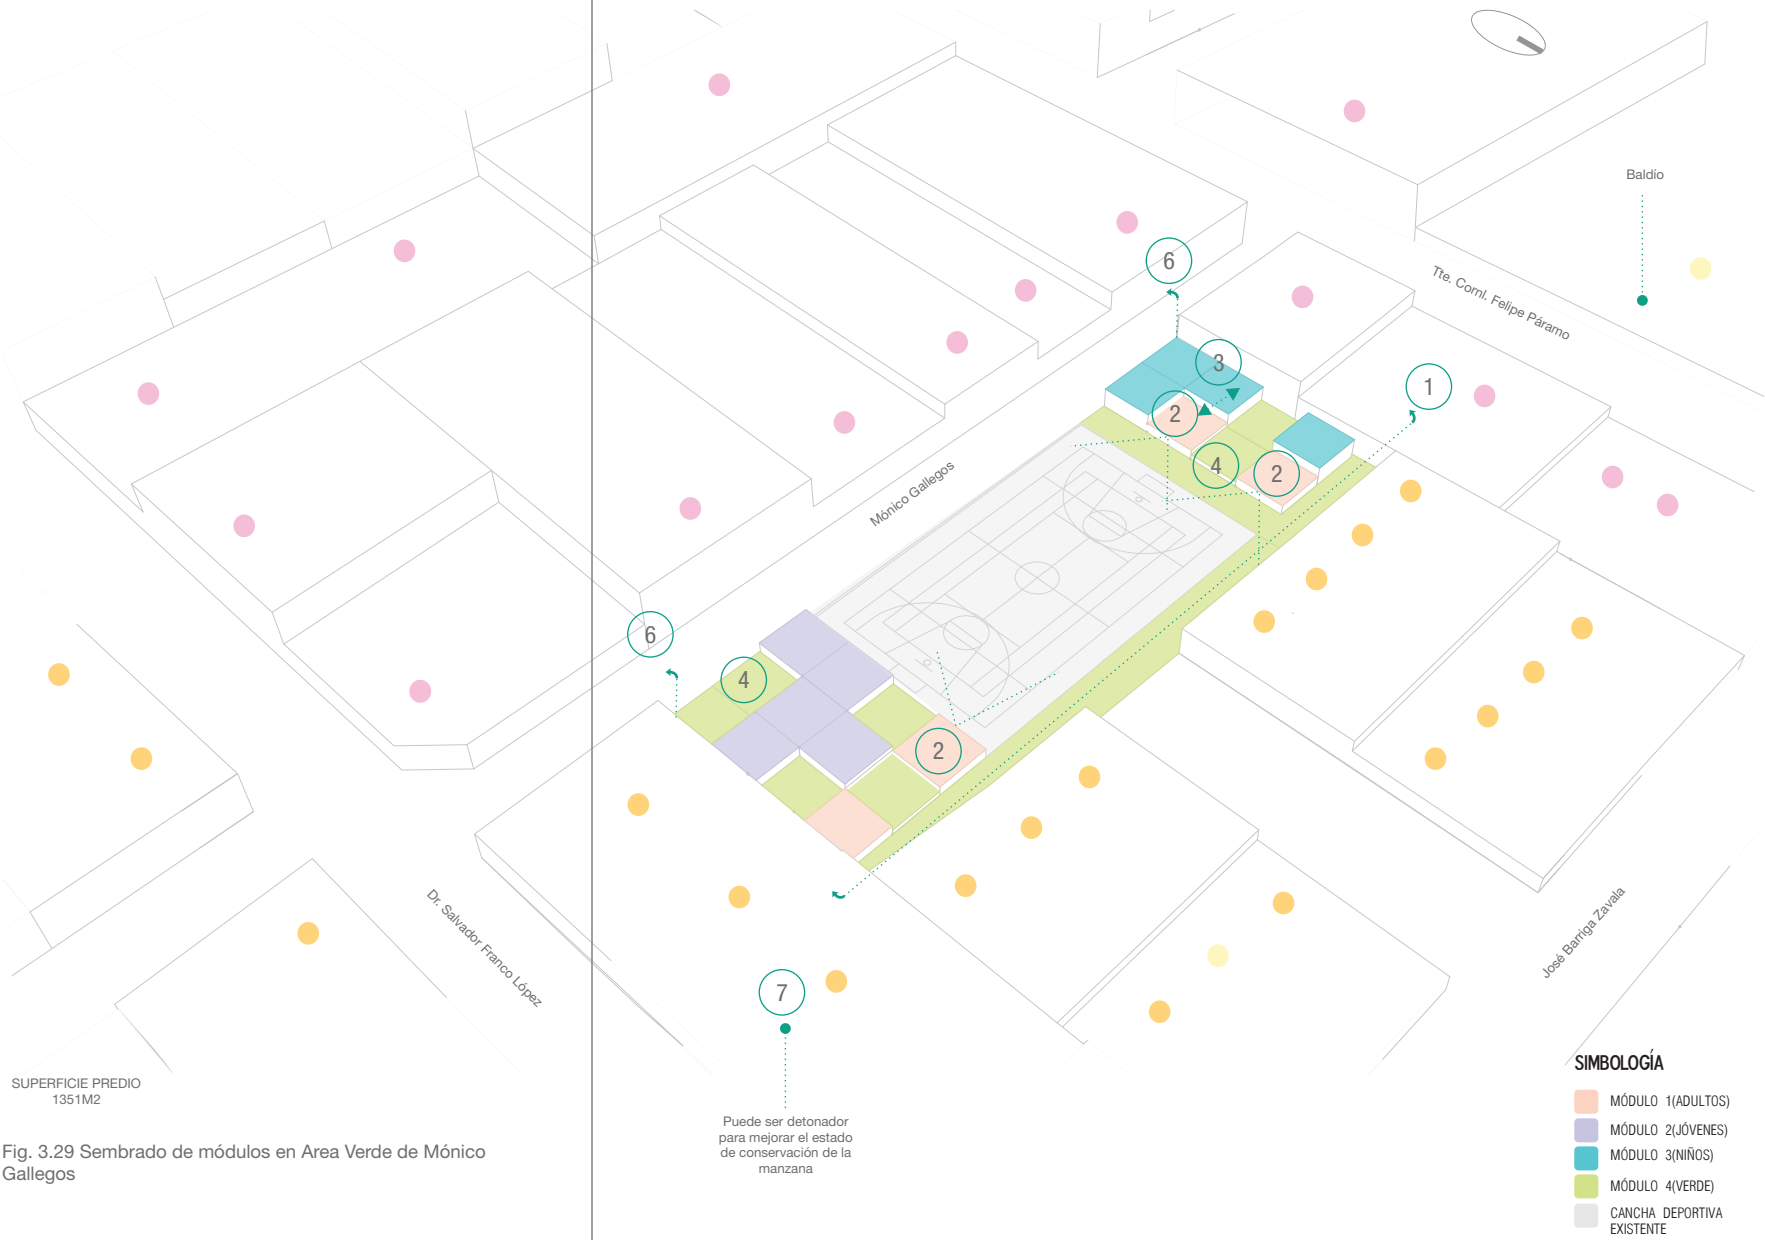 Baldío
Tte. Cornl. Felipe Páramo
6
3
1
2
4
2
Mónico Gallegos
6
4
2
Dr. Salvador Franco López
José Barriga Zavala
7
Puede ser detonador
para mejorar el estado
de conservación de la
manzana
SUPERFICIE PREDIO
1351M2
Fig. 3.29 Sembrado de módulos en Area Verde de Mónico
Gallegos
SIMBOLOGÍA
MÓDULO 1(ADULTOS)
MÓDULO 2(JÓVENES)
MÓDULO 3(NIÑOS)
MÓDULO 4(VERDE)
CANCHA DEPORTIVA
EXISTENTE